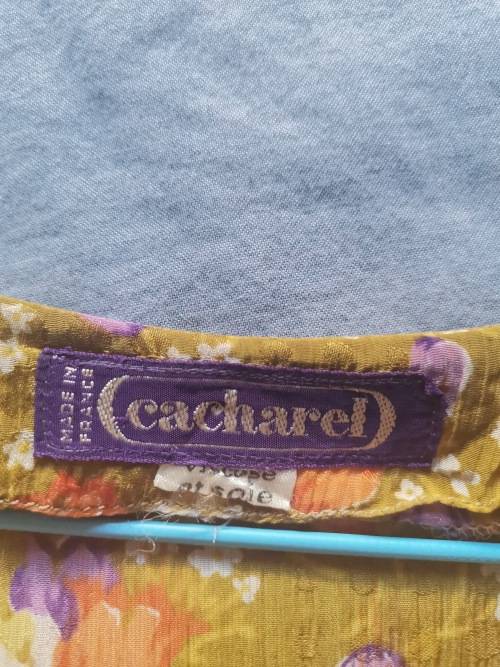 MADE IN
FRANCE
(cacharel)
viscose
et soie